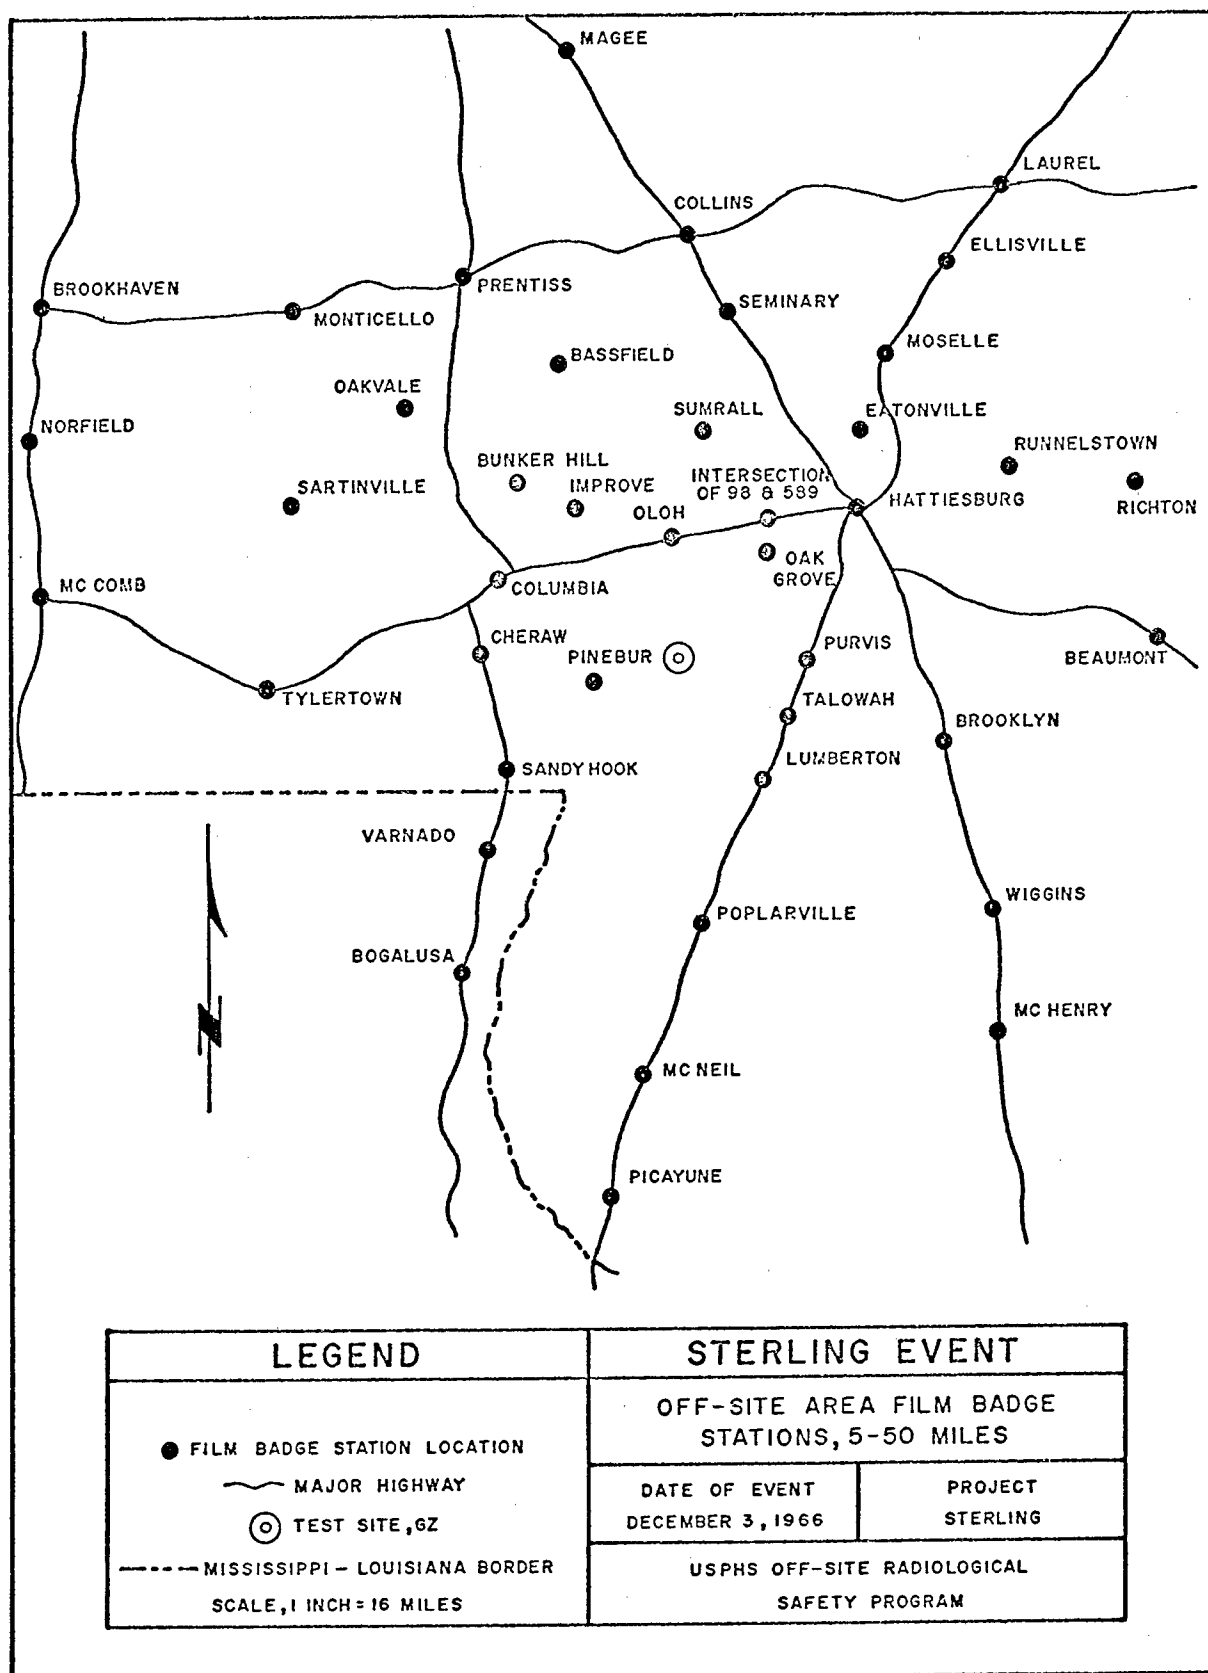 MAGEE
LAUREL
COLLINS
ELLISVILLE
BROOKHAVEN
PRENTISS
SEMINARY
MONTICELLO
MOSELLE
BASSFIELD
OAKVALE
SUMRALL
EATONVILLE
NORFIELD
RUNNELSTOWN
BUNKER HILL
INTERSECTION
OF 98 & 589
SARTINVILLE
IMPROVE
HATTIESBURG
RICHTON
OLOH
OAK
GROVE
MC COMB
COLUMBIA
CHERAW
PINEBUR
PURVIS
BEAUMONT
TYLERTOWN
TALOWAH
BROOKLYN
LUMBERTON
SANDY HOOK
VARNADO
WIGGINS
POPLARVILLE
BOGALUSA
MC HENRY
MC NEIL
PICAYUNE
LEGEND
FILM BADGE STATION LOCATION
MAJOR HIGHWAY
TEST SITE, GZ
MISSISSIPPI - LOUISIANA BORDER
SCALE, 1 INCH = 16 MILES
STERLING EVENT
OFF-SITE AREA FILM BADGE
STATIONS, 5-50 MILES
DATE OF EVENT
DECEMBER 3, 1966
PROJECT
STERLING
USPHS OFF-SITE RADIOLOGICAL
SAFETY PROGRAM